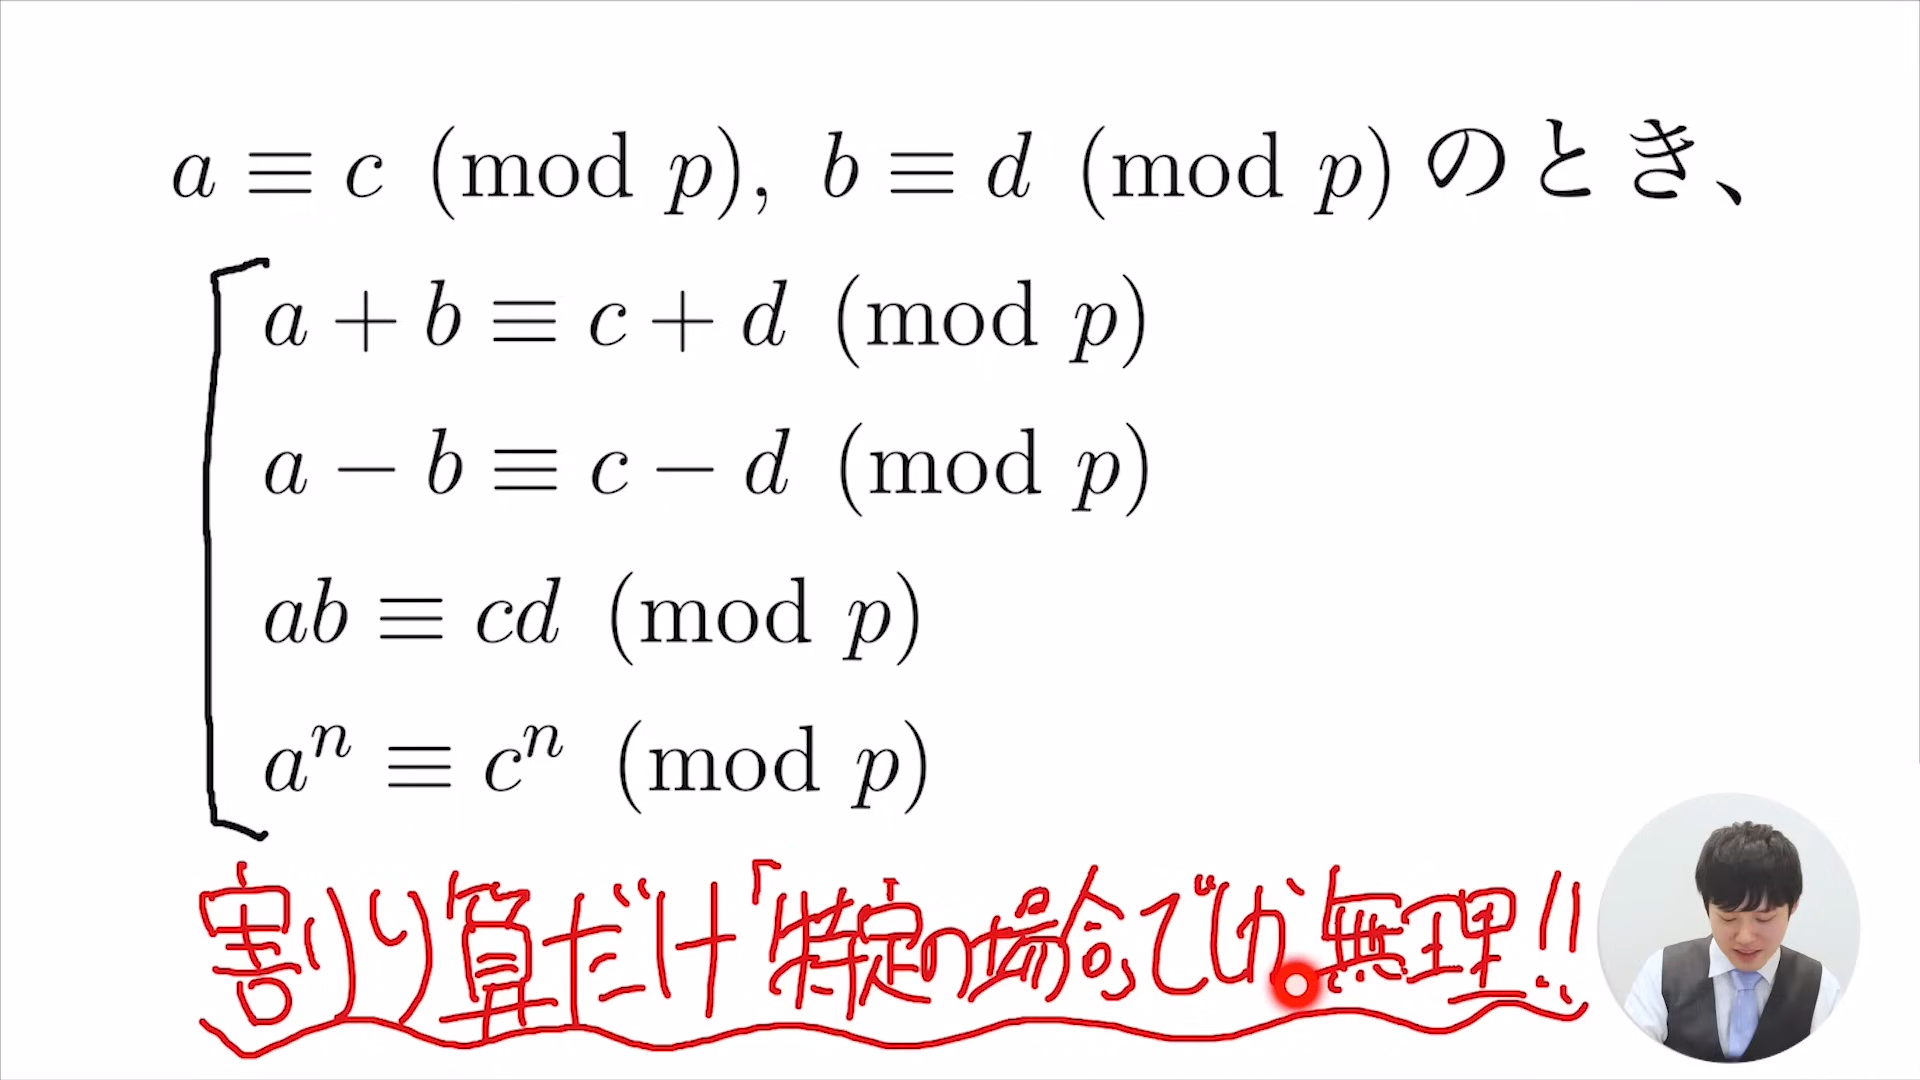 a ≡ c (mod p), b ≡ d (mod p) のとき、
a + b ≡ c + d (mod p)
a − b ≡ c − d (mod p)
ab ≡ cd (mod p)
aⁿ ≡ cⁿ (mod p)
割り算だけ「特定の場合」でしか無理!!